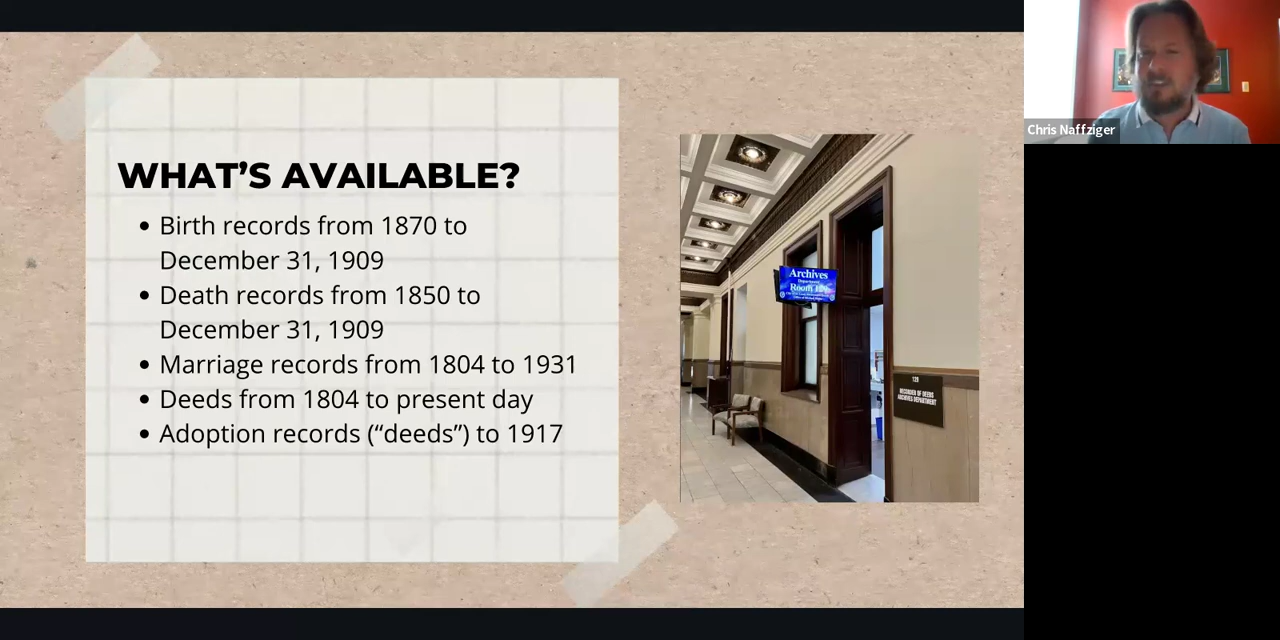 WHAT'S AVAILABLE?
• Birth records from 1870 to
December 31, 1909
• Death records from 1850 to
December 31, 1909
• Marriage records from 1804 to 1931
• Deeds from 1804 to present day
• Adoption records (“deeds”) to 1917
Archives
Department
Room
RECORDER OF DEEDS
ARCHIVES DEPARTMENT
Chris Naffziger